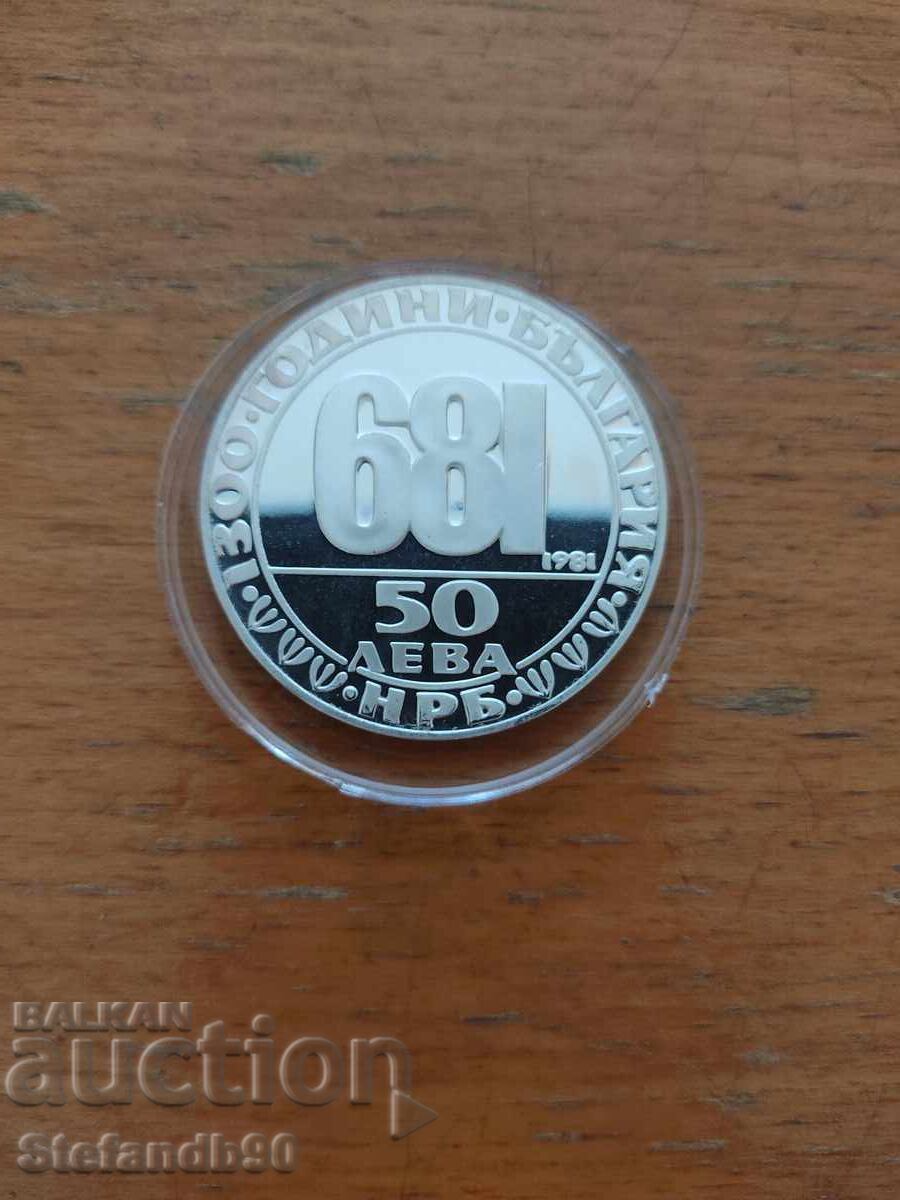 1300·ГОДИНИ·БЪЛГАРИЯ
681
1981
50
ЛЕВА
·НРБ·
BALKAN
auction
Stefandb90